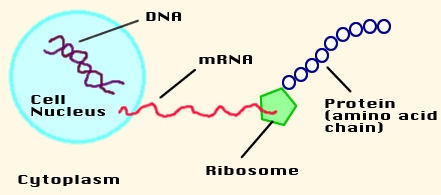 DNA
mRNA
Cell
Nucleus
Protein
(amino acid
chain)
Ribosome
Cytoplasm